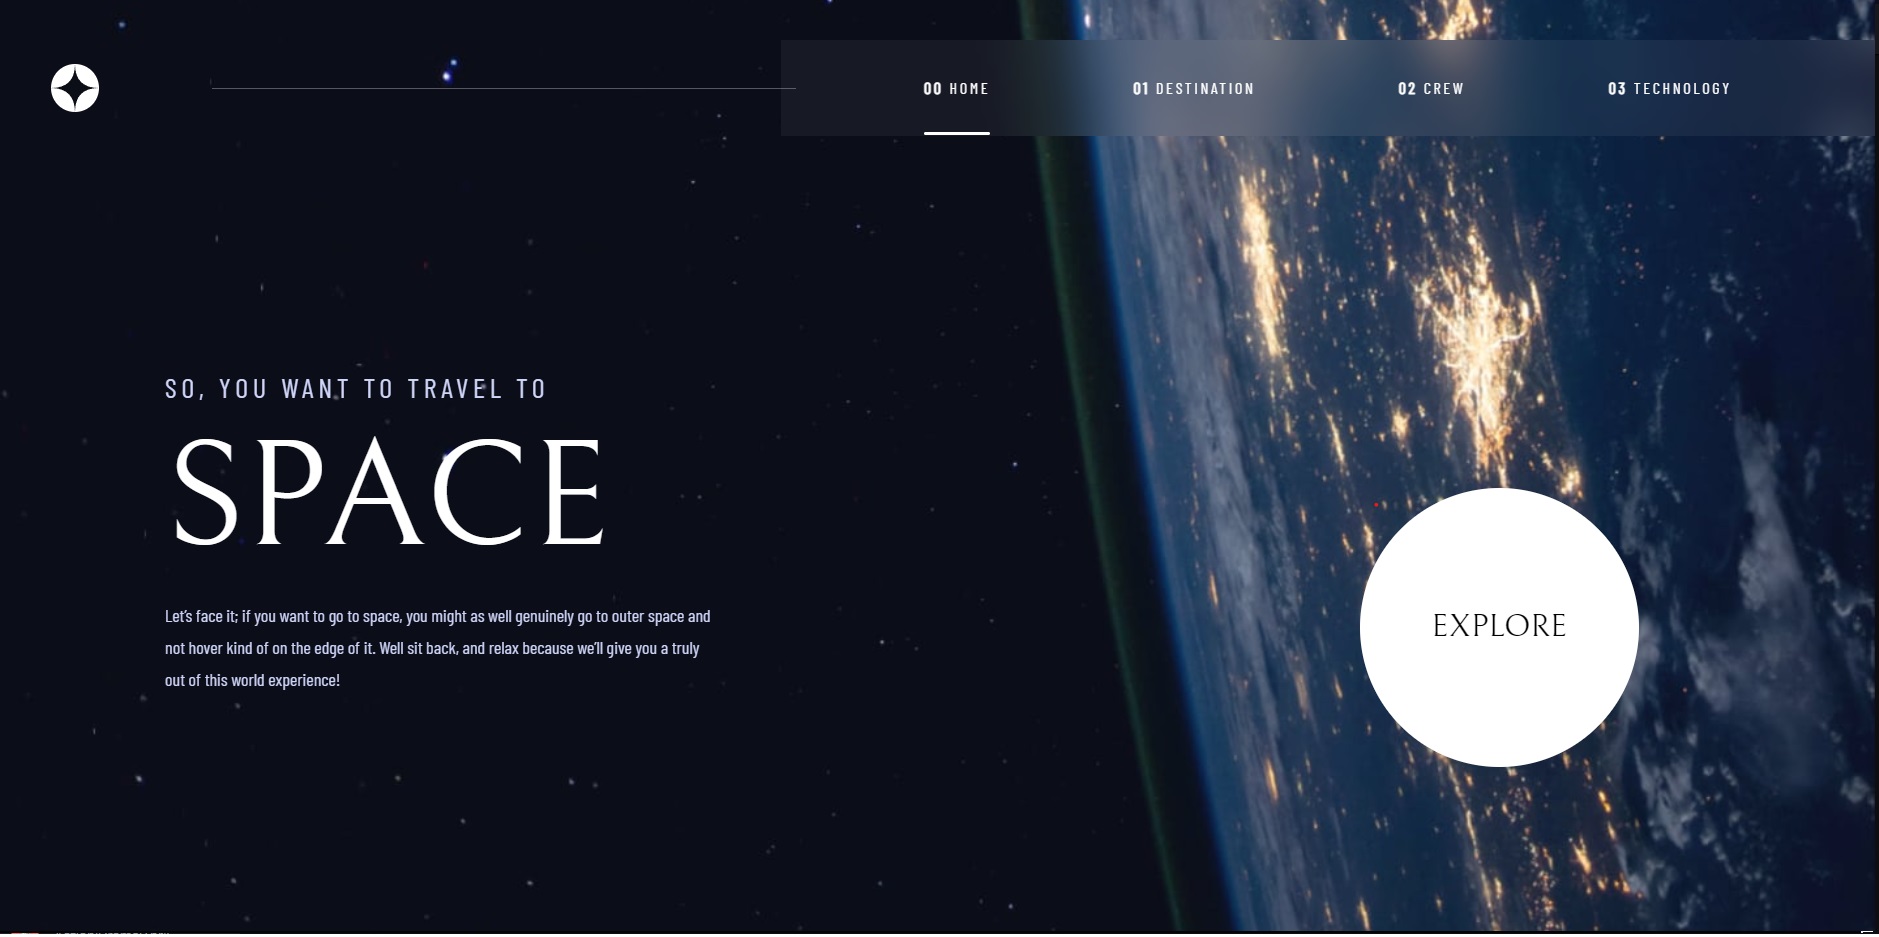 00 HOME 01 DESTINATION 02 CREW 03 TECHNOLOGY
SO, YOU WANT TO TRAVEL TO
SPACE
Let’s face it; if you want to go to space, you might as well genuinely go to outer space and
not hover kind of on the edge of it. Well sit back, and relax because we’ll give you a truly
out of this world experience!
EXPLORE